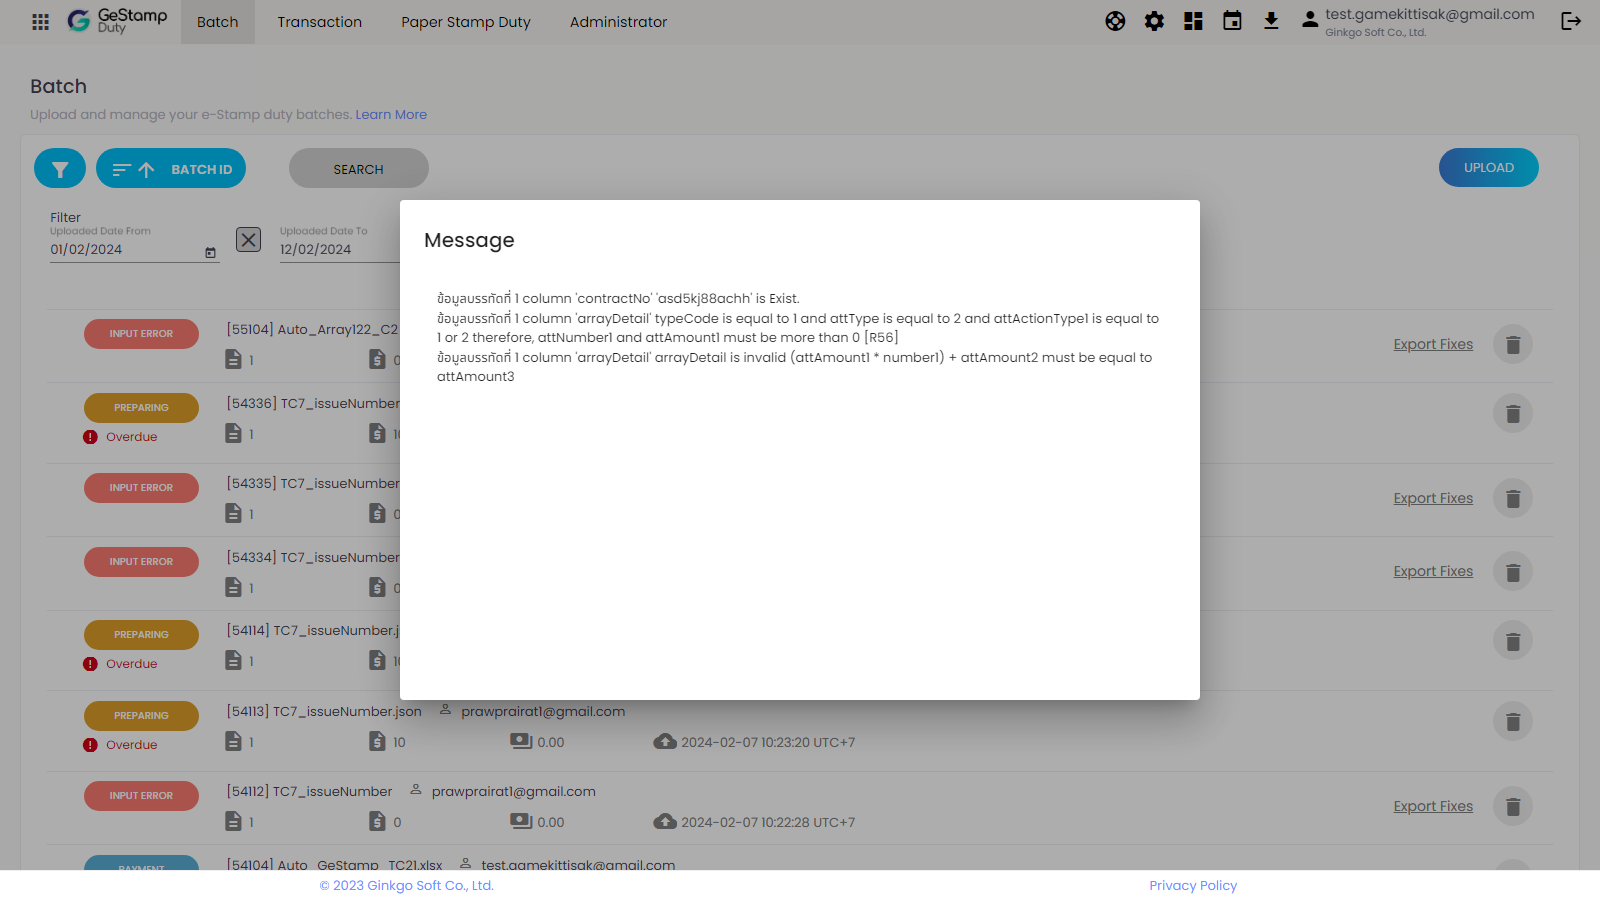 GeStamp
Duty
Batch
Transaction
Paper Stamp Duty
Administrator
test.gamekittisak@gmail.com
Ginkgo Soft Co., Ltd.
Batch
Upload and manage your e-Stamp duty batches. Learn More
BATCH ID
SEARCH
UPLOAD
Filter
Uploaded Date From
01/02/2024
Uploaded Date To
12/02/2024
Message
ข้อมูลบรรทัดที่ 1 column 'contractNo' 'asd5kj88achh' is Exist.
ข้อมูลบรรทัดที่ 1 column 'arrayDetail' typeCode is equal to 1 and attType is equal to 2 and attActionType1 is equal to
1 or 2 therefore, attNumber1 and attAmount1 must be more than 0 [R56]
ข้อมูลบรรทัดที่ 1 column 'arrayDetail' arrayDetail is invalid (attAmount1 * number1) + attAmount2 must be equal to
attAmount3
INPUT ERROR
[55104] Auto_Array122_C2
1
0
Export Fixes
PREPARING
Overdue
[54336] TC7_issueNumber
1
INPUT ERROR
[54335] TC7_issueNumber
1
0
Export Fixes
INPUT ERROR
[54334] TC7_issueNumber
1
0
Export Fixes
PREPARING
Overdue
[54114] TC7_issueNumber.j
1
PREPARING
Overdue
[54113] TC7_issueNumber.json
prawprairat1@gmail.com
1
10
0.00
2024-02-07 10:23:20 UTC+7
INPUT ERROR
[54112] TC7_issueNumber
prawprairat1@gmail.com
1
0
0.00
2024-02-07 10:22:28 UTC+7
Export Fixes
PAYMENT
[54104] Auto_GeStamp_TC21.xlsx
test.gamekittisak@gmail.com
© 2023 Ginkgo Soft Co., Ltd.
Privacy Policy